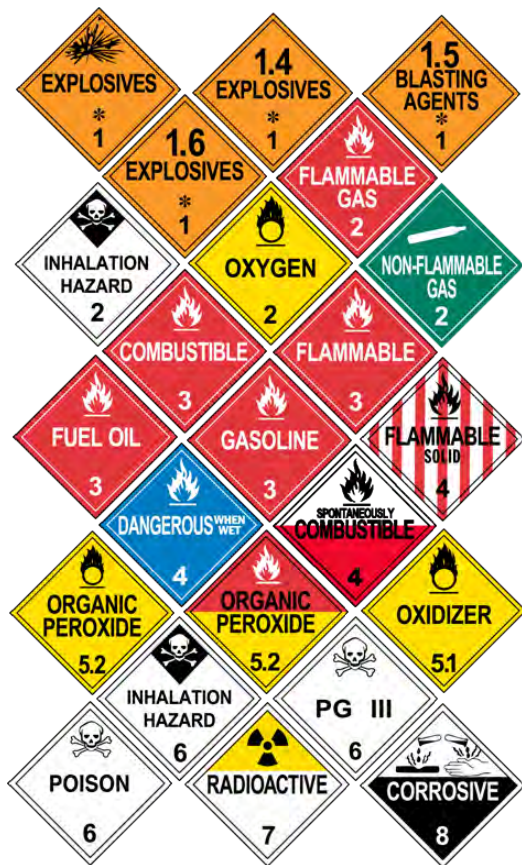 EXPLOSIVES
*
1
1.4
EXPLOSIVES
*
1
1.5
BLASTING
AGENTS
*
1
1.6
EXPLOSIVES
*
1
FLAMMABLE
GAS
2
INHALATION
HAZARD
2
OXYGEN
2
NON-FLAMMABLE
GAS
2
COMBUSTIBLE
3
FLAMMABLE
3
FUEL OIL
3
GASOLINE
3
FLAMMABLE
SOLID
4
DANGEROUS WHEN WET
4
SPONTANEOUSLY
COMBUSTIBLE
4
ORGANIC
PEROXIDE
5.2
ORGANIC
PEROXIDE
5.2
OXIDIZER
5.1
INHALATION
HAZARD
6
PG III
6
POISON
6
RADIOACTIVE
7
CORROSIVE
8